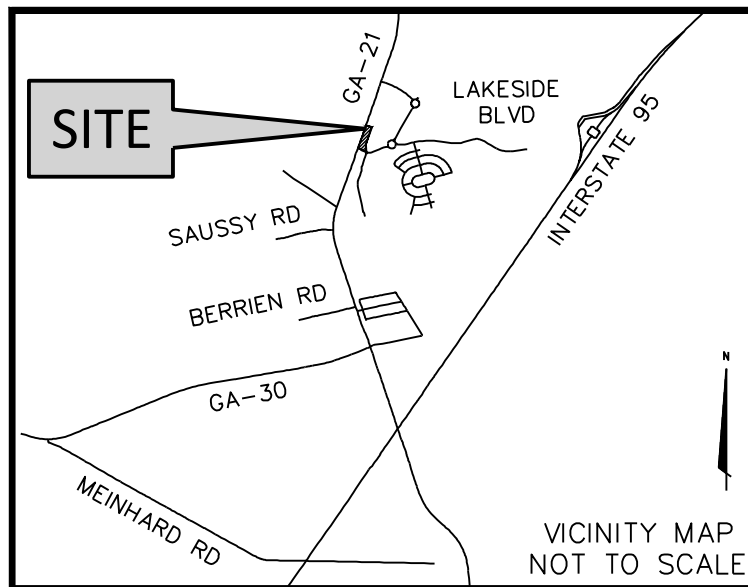 GA-21
LAKESIDE
BLVD
SITE
INTERSTATE 95
SAUSSY RD
BERRIEN RD
N
GA-30
MEINHARD RD
VICINITY MAP
NOT TO SCALE